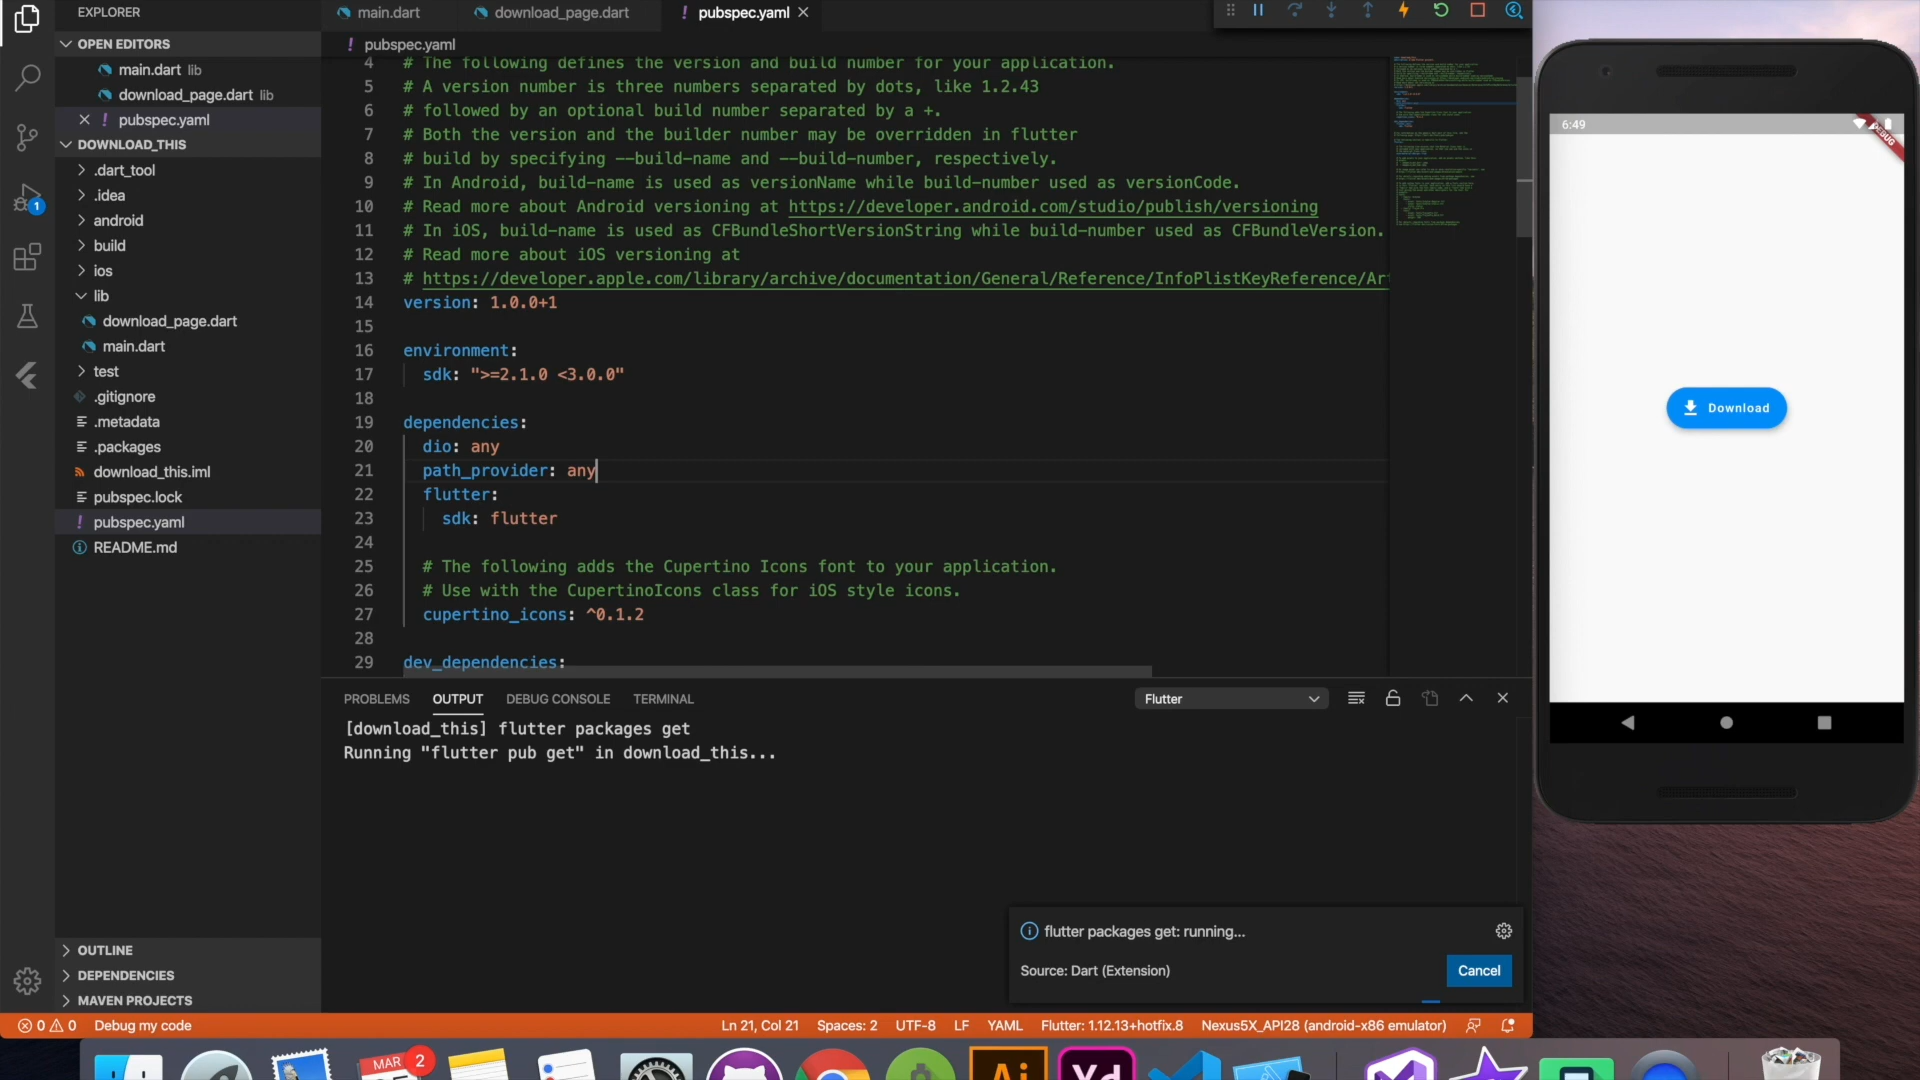 EXPLORER
OPEN EDITORS
main.dart lib
download_page.dart lib
pubspec.yaml
DOWNLOAD_THIS
.dart_tool
.idea
android
build
ios
lib
download_page.dart
main.dart
test
.gitignore
.metadata
.packages
download_this.iml
pubspec.lock
pubspec.yaml
README.md
OUTLINE
DEPENDENCIES
MAVEN PROJECTS
1
main.dart
download_page.dart
pubspec.yaml
pubspec.yaml
4 # The following defines the version and build number for your application.
5 # A version number is three numbers separated by dots, like 1.2.43
6 # followed by an optional build number separated by a +.
7 # Both the version and the builder number may be overridden in flutter
8 # build by specifying --build-name and --build-number, respectively.
9 # In Android, build-name is used as versionName while build-number used as versionCode.
10 # Read more about Android versioning at https://developer.android.com/studio/publish/versioning
11 # In iOS, build-name is used as CFBundleShortVersionString while build-number used as CFBundleVersion.
12 # Read more about iOS versioning at
13 # https://developer.apple.com/library/archive/documentation/General/Reference/InfoPlistKeyReference/Ar
14 version: 1.0.0+1
15
16 environment:
17 sdk: ">=2.1.0 <3.0.0"
18
19 dependencies:
20 dio: any
21 path_provider: any
22 flutter:
23 sdk: flutter
24
25 # The following adds the Cupertino Icons font to your application.
26 # Use with the CupertinoIcons class for iOS style icons.
27 cupertino_icons: ^0.1.2
28
29 dev_dependencies:
PROBLEMS OUTPUT DEBUG CONSOLE TERMINAL Flutter
[download_this] flutter packages get
Running "flutter pub get" in download_this...
flutter packages get: running...
Source: Dart (Extension)
Cancel
0 0 Debug my code Ln 21, Col 21 Spaces: 2 UTF-8 LF YAML Flutter: 1.12.13+hotfix.8 Nexus5X_API28 (android-x86 emulator)
6:49
DEBUG
Download
MAR
2
Ai
Xd